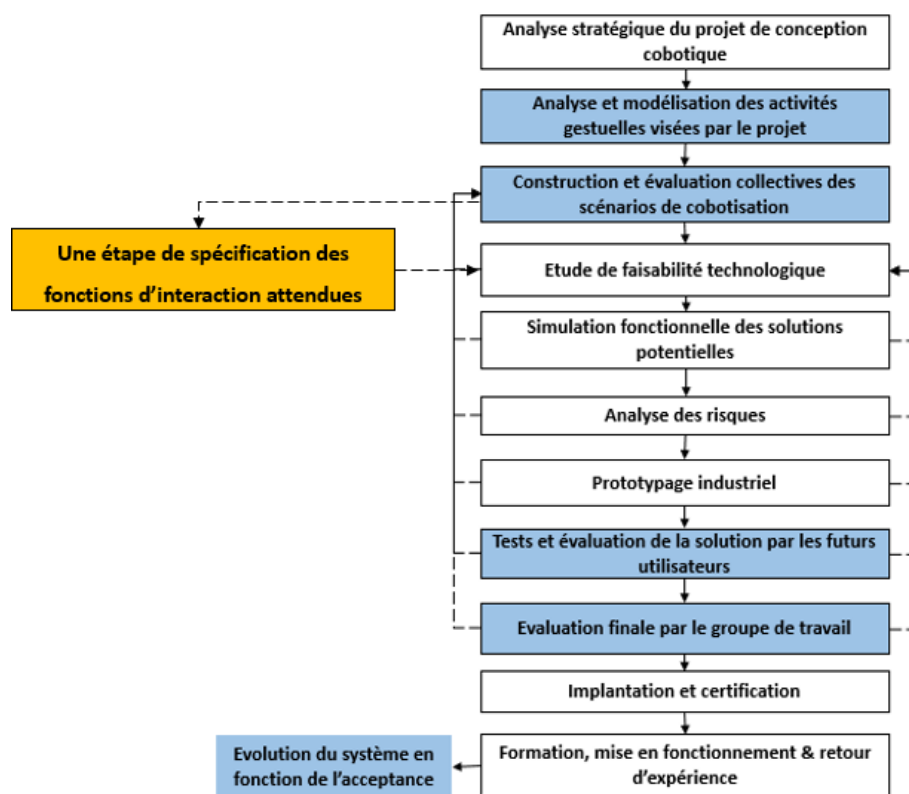 Analyse stratégique du projet de conception
cobotique
Analyse et modélisation des activités
gestuelles visées par le projet
Construction et évaluation collectives des
scénarios de cobotisation
Une étape de spécification des
fonctions d'interaction attendues
Etude de faisabilité technologique
Simulation fonctionnelle des solutions
potentielles
Analyse des risques
Prototypage industriel
Tests et évaluation de la solution par les futurs
utilisateurs
Evaluation finale par le groupe de travail
Implantation et certification
Evolution du système en
fonction de l'acceptance
Formation, mise en fonctionnement & retour
d'expérience